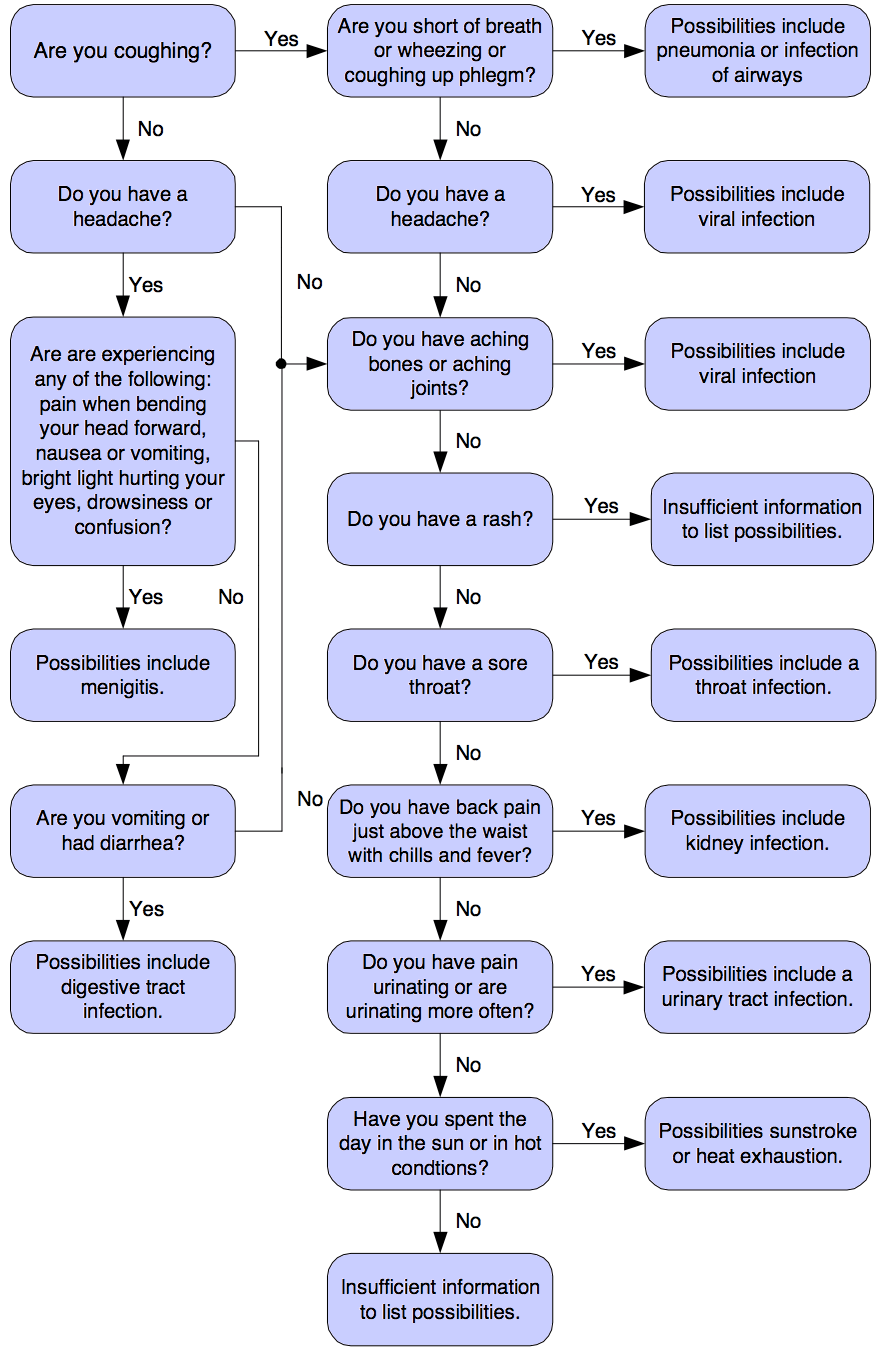 Are you coughing?
Yes
Are you short of breath
or wheezing or
coughing up phlegm?
Yes
Possibilities include
pneumonia or infection
of airways
No
No
Do you have a
headache?
Do you have a
headache?
Yes
Possibilities include
viral infection
Yes
No
No
Are are experiencing
any of the following:
pain when bending
your head forward,
nausea or vomiting,
bright light hurting your
eyes, drowsiness or
confusion?
Do you have aching
bones or aching
joints?
Yes
Possibilities include
viral infection
No
Do you have a rash?
Yes
Insufficient information
to list possibilities.
Yes
No
No
Possibilities include
menigitis.
Do you have a sore
throat?
Yes
Possibilities include a
throat infection.
No
Are you vomiting or
had diarrhea?
No
Do you have back pain
just above the waist
with chills and fever?
Yes
Possibilities include
kidney infection.
Yes
No
Possibilities include
digestive tract
infection.
Do you have pain
urinating or are
urinating more often?
Yes
Possibilities include a
urinary tract infection.
No
Have you spent the
day in the sun or in hot
condtions?
Yes
Possibilities sunstroke
or heat exhaustion.
No
Insufficient information
to list possibilities.